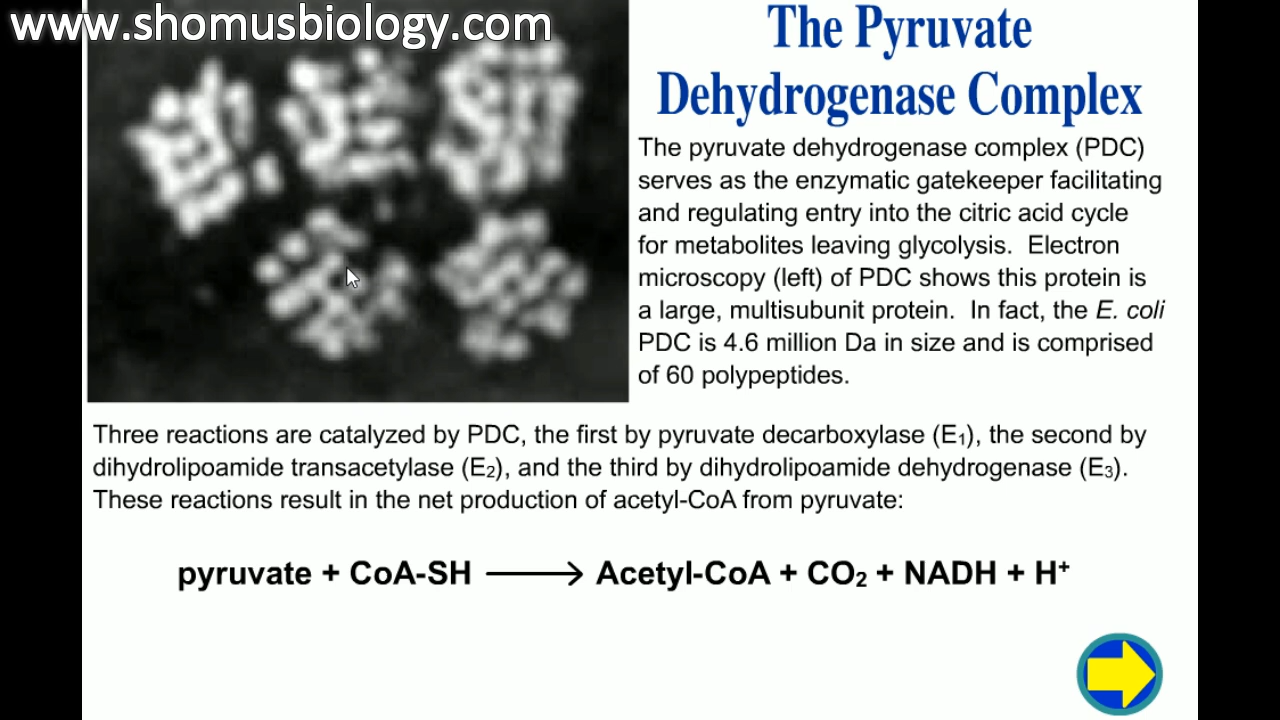 www.shomusbiology.com
The Pyruvate
Dehydrogenase Complex
The pyruvate dehydrogenase complex (PDC)
serves as the enzymatic gatekeeper facilitating
and regulating entry into the citric acid cycle
for metabolites leaving glycolysis. Electron
microscopy (left) of PDC shows this protein is
a large, multisubunit protein. In fact, the E. coli
PDC is 4.6 million Da in size and is comprised
of 60 polypeptides.
Three reactions are catalyzed by PDC, the first by pyruvate decarboxylase (E₁), the second by
dihydrolipoamide transacetylase (E₂), and the third by dihydrolipoamide dehydrogenase (E₃).
These reactions result in the net production of acetyl-CoA from pyruvate:
pyruvate + CoA-SH ⟶ Acetyl-CoA + CO₂ + NADH + H⁺